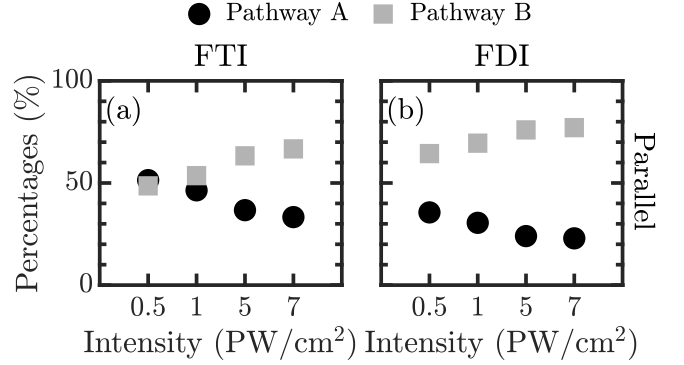 Pathway A Pathway B
FTI FDI
Percentages (%)
100
50
0
(a)
(b)
Parallel
0.5 1 5 7
0.5 1 5 7
Intensity (PW/cm²) Intensity (PW/cm²)